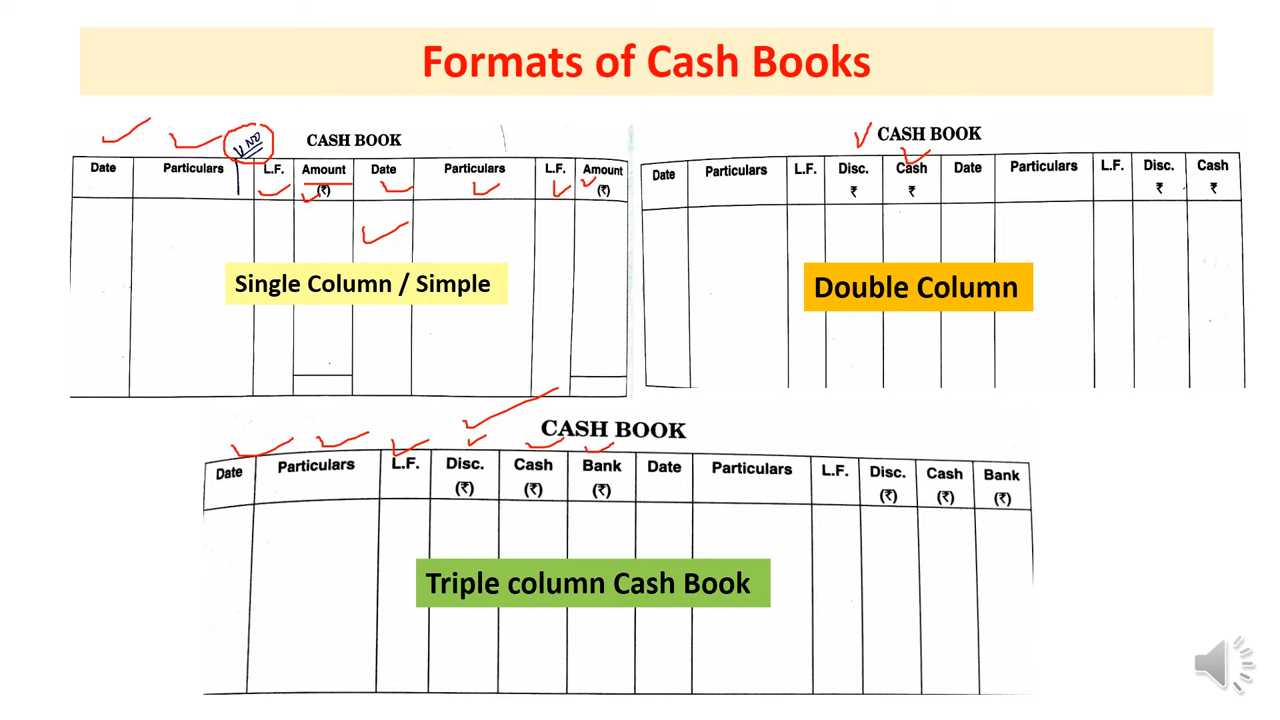 Formats of Cash Books
V NO
CASH BOOK
Date Particulars L.F. Amount (₹) Date Particulars L.F. Amount (₹)
Single Column / Simple
CASH BOOK
Date Particulars L.F. Disc. ₹ Cash ₹ Date Particulars L.F. Disc. ₹ Cash ₹
Double Column
CASH BOOK
Date Particulars L.F. Disc. (₹) Cash (₹) Bank (₹) Date Particulars L.F. Disc. (₹) Cash (₹) Bank (₹)
Triple column Cash Book